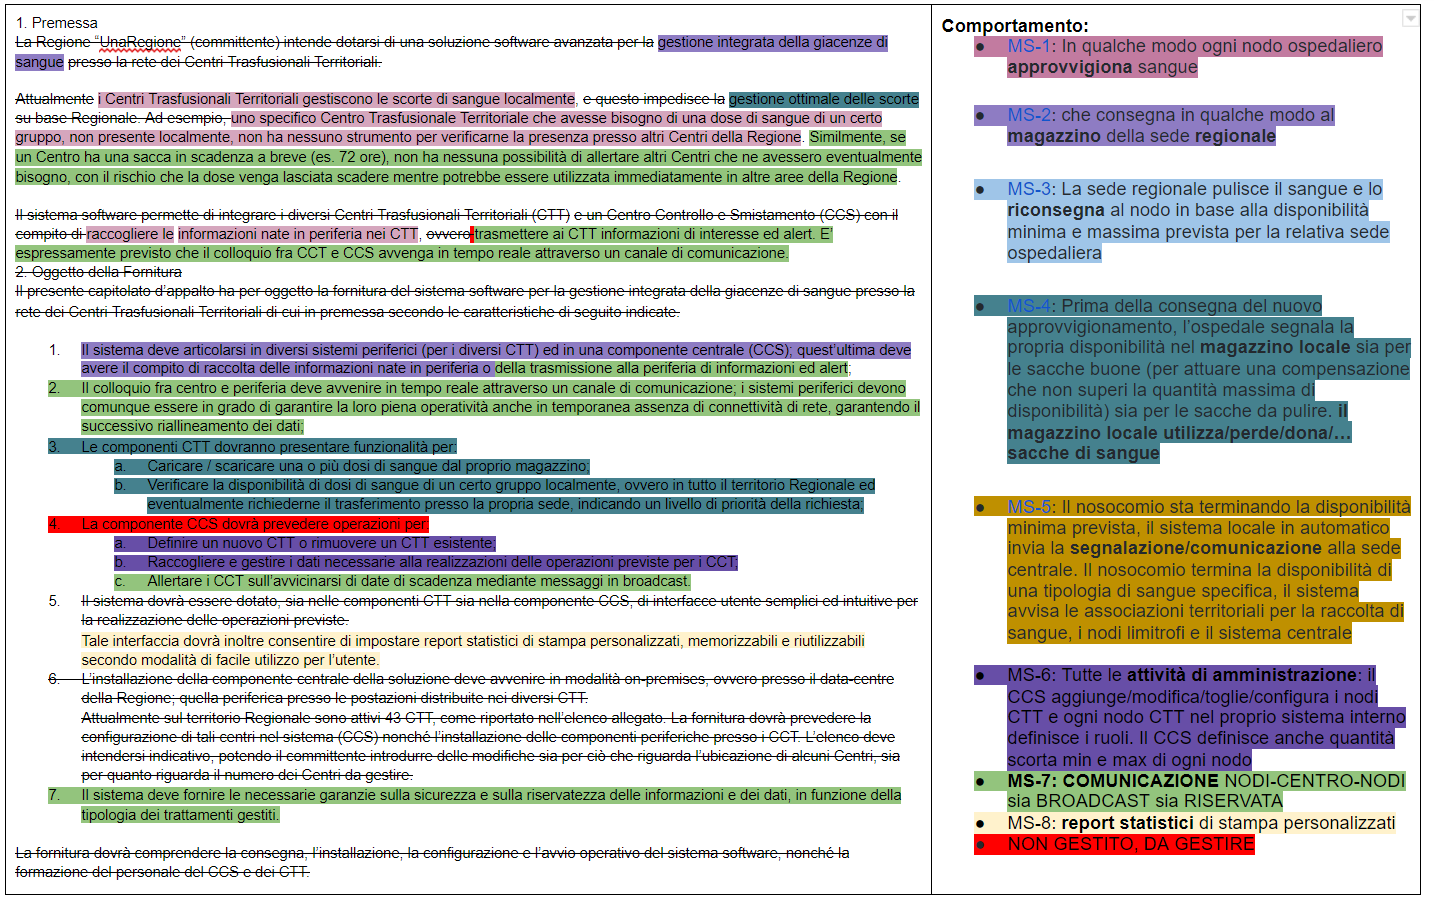 1. Premessa
La Regione “UnaRegione” (committente) intende dotarsi di una soluzione software avanzata per la gestione integrata della giacenze di
sangue presso la rete dei Centri Trasfusionali Territoriali.
Attualmente i Centri Trasfusionali Territoriali gestiscono le scorte di sangue localmente, e questo impedisce la gestione ottimale delle scorte
su base Regionale. Ad esempio, uno specifico Centro Trasfusionale Territoriale che avesse bisogno di una dose di sangue di un certo
gruppo, non presente localmente, non ha nessuno strumento per verificarne la presenza presso altri Centri della Regione. Similmente, se
un Centro ha una sacca in scadenza a breve (es. 72 ore), non ha nessuna possibilità di allertare altri Centri che ne avessero eventualmente
bisogno, con il rischio che la dose venga lasciata scadere mentre potrebbe essere utilizzata immediatamente in altre aree della Regione.
Il sistema software permette di integrare i diversi Centri Trasfusionali Territoriali (CTT) e un Centro Controllo e Smistamento (CCS) con il
compito di raccogliere le informazioni nate in periferia nei CTT, ovvero trasmettere ai CTT informazioni di interesse ed alert. E’
espressamente previsto che il colloquio fra CCT e CCS avvenga in tempo reale attraverso un canale di comunicazione.
2. Oggetto della Fornitura
Il presente capitolato d’appalto ha per oggetto la fornitura del sistema software per la gestione integrata della giacenze di sangue presso la
rete dei Centri Trasfusionali Territoriali di cui in premessa secondo le caratteristiche di seguito indicate.
1. Il sistema deve articolarsi in diversi sistemi periferici (per i diversi CTT) ed in una componente centrale (CCS); quest’ultima deve
avere il compito di raccolta delle informazioni nate in periferia o della trasmissione alla periferia di informazioni ed alert;
2. Il colloquio fra centro e periferia deve avvenire in tempo reale attraverso un canale di comunicazione; i sistemi periferici devono
comunque essere in grado di garantire la loro piena operatività anche in temporanea assenza di connettività di rete, garantendo il
successivo riallineamento dei dati;
3. Le componenti CTT dovranno presentare funzionalità per:
a. Caricare / scaricare una o più dosi di sangue dal proprio magazzino;
b. Verificare la disponibilità di dosi di sangue di un certo gruppo localmente, ovvero in tutto il territorio Regionale ed
eventualmente richiederne il trasferimento presso la propria sede, indicando un livello di priorità della richiesta;
4. La componente CCS dovrà prevedere operazioni per:
a. Definire un nuovo CTT o rimuovere un CTT esistente;
b. Raccogliere e gestire i dati necessarie alla realizzazioni delle operazioni previste per i CCT;
c. Allertare i CCT sull’avvicinarsi di date di scadenza mediante messaggi in broadcast.
5. Il sistema dovrà essere dotato, sia nelle componenti CTT sia nella componente CCS, di interfacce utente semplici ed intuitive per
la realizzazione delle operazioni previste.
Tale interfaccia dovrà inoltre consentire di impostare report statistici di stampa personalizzati, memorizzabili e riutilizzabili
secondo modalità di facile utilizzo per l’utente.
6. L’installazione della componente centrale della soluzione deve avvenire in modalità on-premises, ovvero presso il data-centre
della Regione; quella periferica presso le postazioni distribuite nei diversi CTT.
Attualmente sul territorio Regionale sono attivi 43 CTT, come riportato nell’elenco allegato. La fornitura dovrà prevedere la
configurazione di tali centri nel sistema (CCS) nonché l’installazione delle componenti periferiche presso i CCT. L’elenco deve
intendersi indicativo, potendo il committente introdurre delle modifiche sia per ciò che riguarda l’ubicazione di alcuni Centri, sia
per quanto riguarda il numero dei Centri da gestire.
7. Il sistema deve fornire le necessarie garanzie sulla sicurezza e sulla riservatezza delle informazioni e dei dati, in funzione della
tipologia dei trattamenti gestiti.
La fornitura dovrà comprendere la consegna, l’installazione, la configurazione e l’avvio operativo del sistema software, nonché la
formazione del personale del CCS e dei CTT.
Comportamento:
● MS-1: In qualche modo ogni nodo ospedaliero
approvvigiona sangue
● MS-2: che consegna in qualche modo al
magazzino della sede regionale
● MS-3: La sede regionale pulisce il sangue e lo
riconsegna al nodo in base alla disponibilità
minima e massima prevista per la relativa sede
ospedaliera
● MS-4: Prima della consegna del nuovo
approvvigionamento, l’ospedale segnala la
propria disponibilità nel magazzino locale sia per
le sacche buone (per attuare una compensazione
che non superi la quantità massima di
disponibilità) sia per le sacche da pulire. il
magazzino locale utilizza/perde/dona/…
sacche di sangue
● MS-5: Il nosocomio sta terminando la disponibilità
minima prevista, il sistema locale in automatico
invia la segnalazione/comunicazione alla sede
centrale. Il nosocomio termina la disponibilità di
una tipologia di sangue specifica, il sistema
avvisa le associazioni territoriali per la raccolta di
sangue, i nodi limitrofi e il sistema centrale
● MS-6: Tutte le attività di amministrazione: il
CCS aggiunge/modifica/toglie/configura i nodi
CTT e ogni nodo CTT nel proprio sistema interno
definisce i ruoli. Il CCS definisce anche quantità
scorta min e max di ogni nodo
● MS-7: COMUNICAZIONE NODI-CENTRO-NODI
sia BROADCAST sia RISERVATA
● MS-8: report statistici di stampa personalizzati
● NON GESTITO, DA GESTIRE